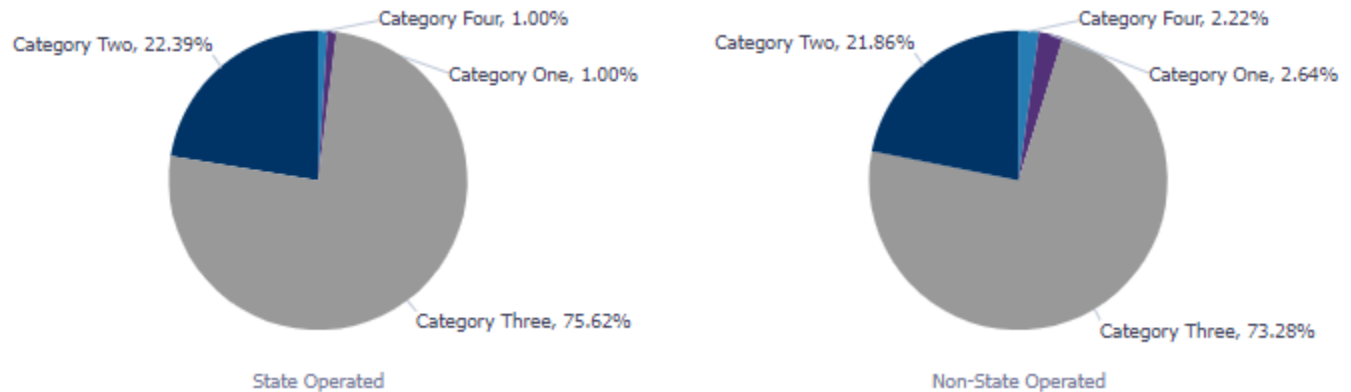 Category Four, 1.00%
Category Two, 22.39%
Category One, 1.00%
Category Three, 75.62%
State Operated
Category Four, 2.22%
Category Two, 21.86%
Category One, 2.64%
Category Three, 73.28%
Non-State Operated